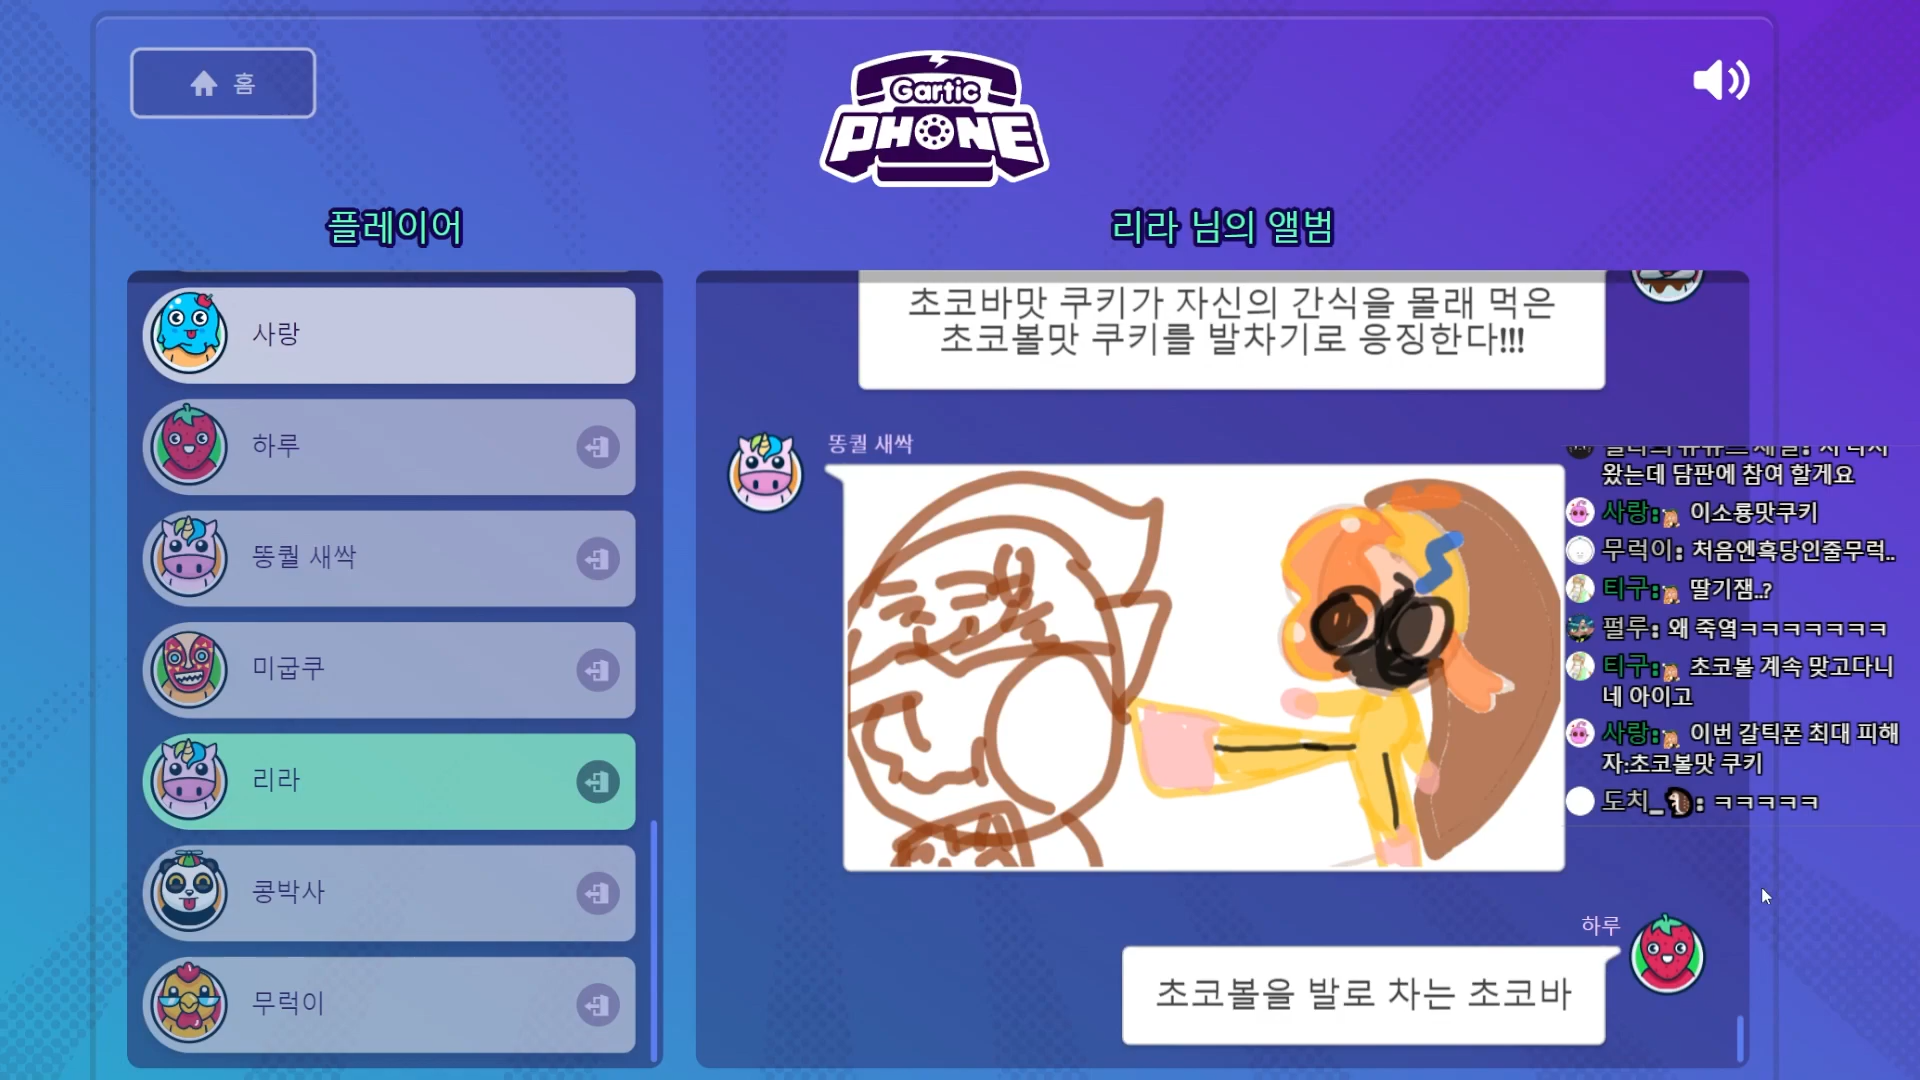 홈
Gartic
PHONE
플레이어
리라 님의 앨범
사랑
하루
똥퀄 새싹
미굽쿠
리라
콩박사
무럭이
초코바맛 쿠키가 자신의 간식을 몰래 먹은
초코볼맛 쿠키를 발차기로 응징한다!!!
똥퀄 새싹
초코볼
하루
초코볼을 발로 차는 초코바
왔는데 담판에 참여 할게요
사랑: 이소룡맛쿠키
무럭이: 처음엔흑당인줄무럭..
티구: 딸기잼..?
펄루: 왜 죽엌ㅋㅋㅋㅋㅋㅋㅋ
티구: 초코볼 계속 맞고다니
네 아이고
사랑: 이번 갈틱폰 최대 피해
자:초코볼맛 쿠키
도치_: ㅋㅋㅋㅋㅋ